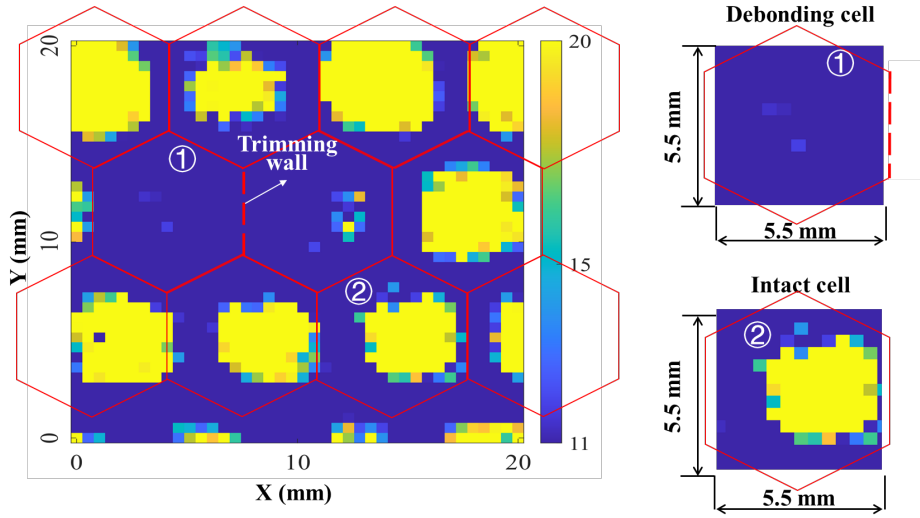 Debonding cell
20
20
①
①
Trimming
wall
5.5 mm
Y (mm)
10
15
5.5 mm
②
Intact cell
②
5.5 mm
0
11
0
10
20
X (mm)
5.5 mm